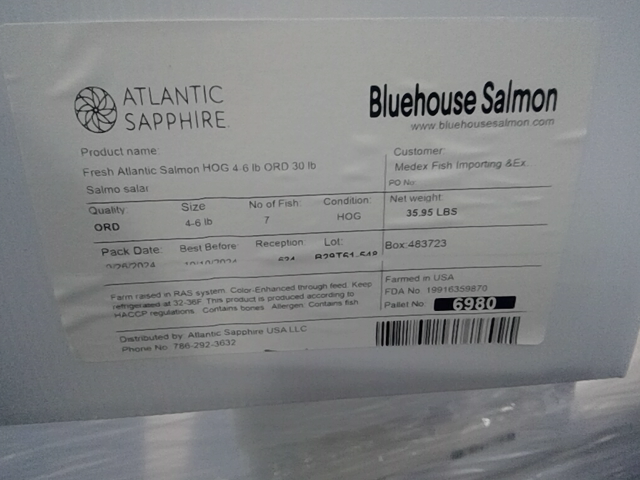 ATLANTIC
SAPPHIRE
Bluehouse Salmon
www.bluehousesalmon.com
Product name:
Fresh Atlantic Salmon HOG 4-6 lb ORD 30 lb
Salmo salar
Customer:
Medex Fish Importing &Ex
PO No
Quality:
ORD
Size
4-6 lb
No of Fish:
7
Condition:
HOG
Net weight:
35.95 LBS
Pack Date:
Best Before
Reception:
Lot:
Box:483723
Farm raised in RAS system. Color-Enhanced through feed. Keep
refrigerated at 32-36F. This product is produced according to
HACCP regulations. Contains bones. Allergen: Contains fish.
Farmed in USA
FDA No. 19916359870
Pallet No: 6980
Distributed by: Atlantic Sapphire USA LLC
Phone No: 786-292-3632